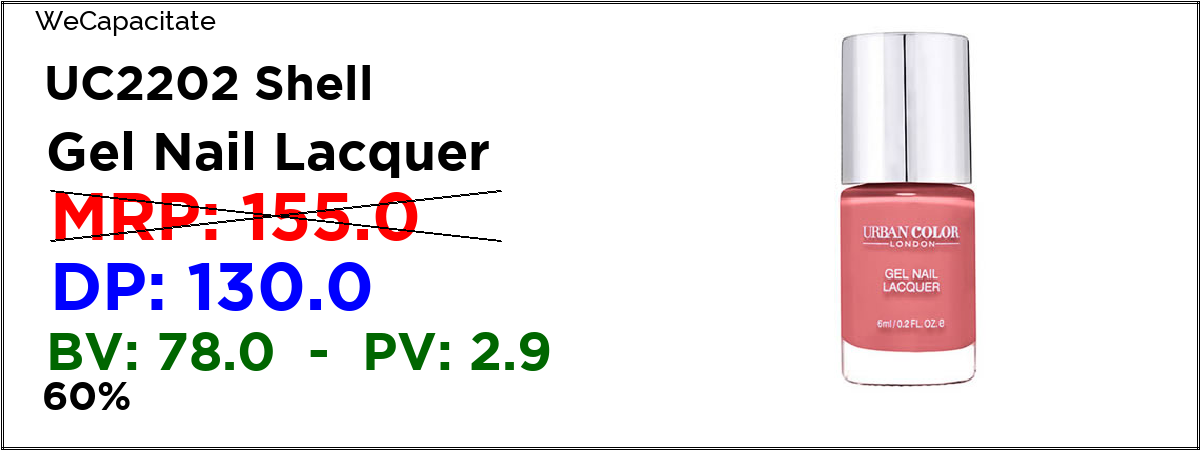 WeCapacitate
UC2202 Shell
Gel Nail Lacquer
MRP: 155.0
DP: 130.0
BV: 78.0 - PV: 2.9
60%
URBAN COLOR
LONDON
GEL NAIL
LACQUER
6ml / 0.2 FL. OZ. e